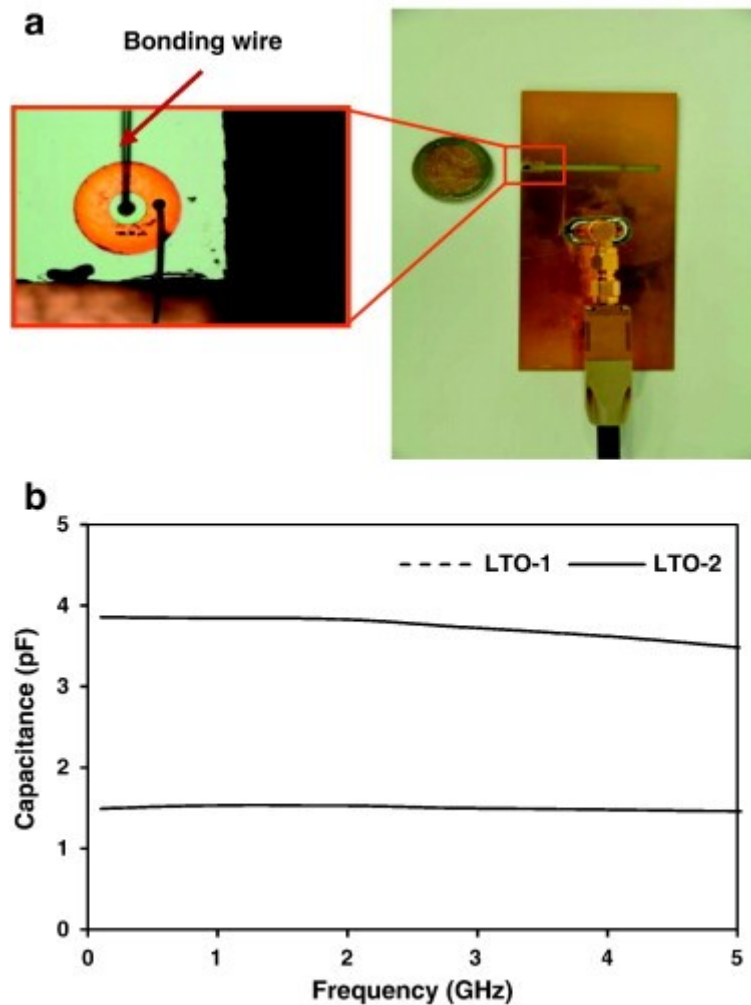 a
Bonding wire
b
5
4
3
2
1
0
Capacitance (pF)
LTO-1 LTO-2
0 1 2 3 4 5
Frequency (GHz)